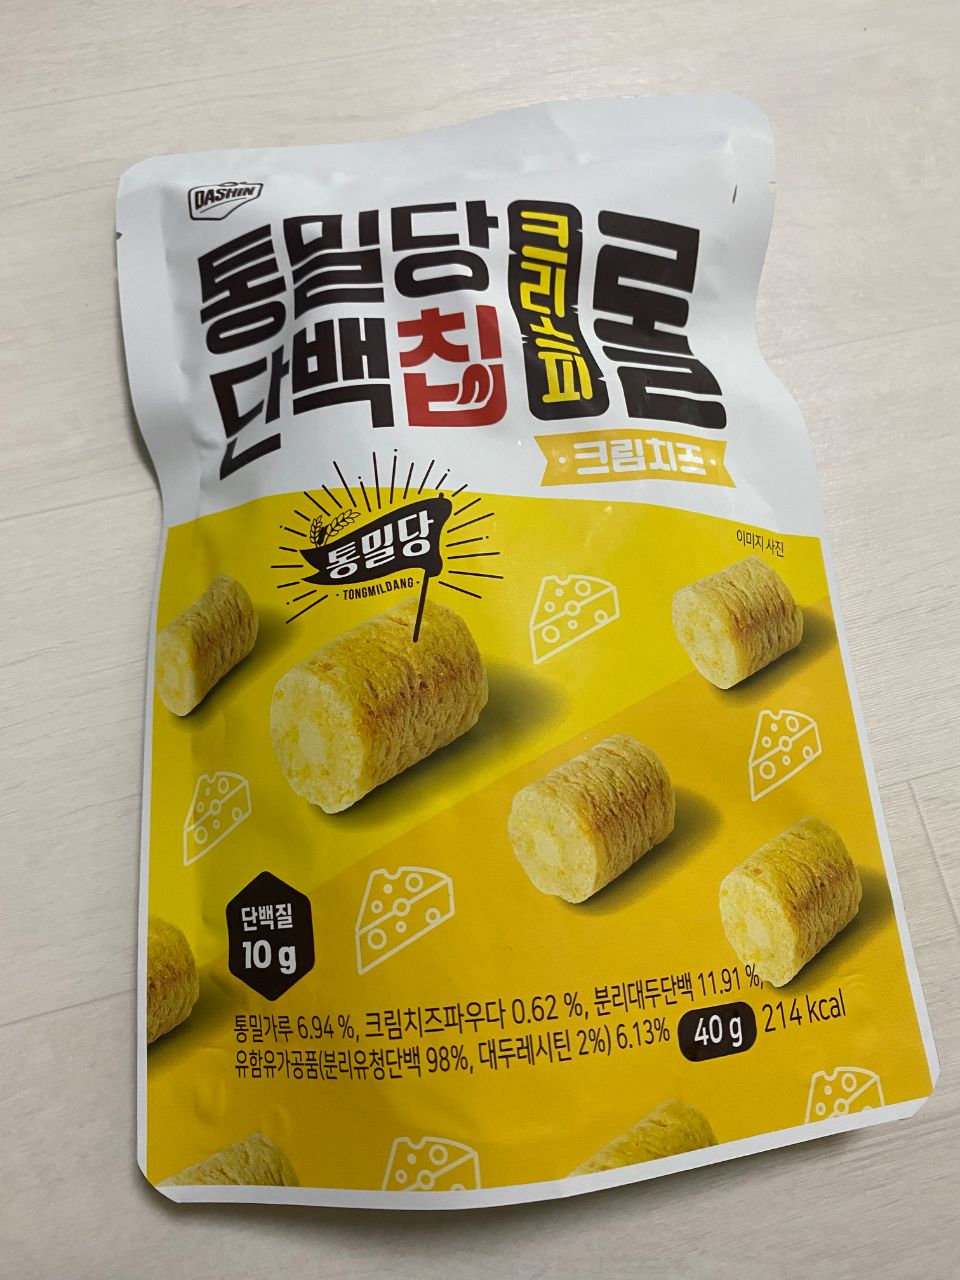 DASHIN
통밀당
단백칩
크리스피
롤
크림치즈
통밀당
TONGMILDANG
이미지 사진
단백질
10 g
통밀가루 6.94 %, 크림치즈파우다 0.62 %, 분리대두단백 11.91 %,
유함유가공품(분리유청단백 98%, 대두레시틴 2%) 6.13% 40 g 214 kcal